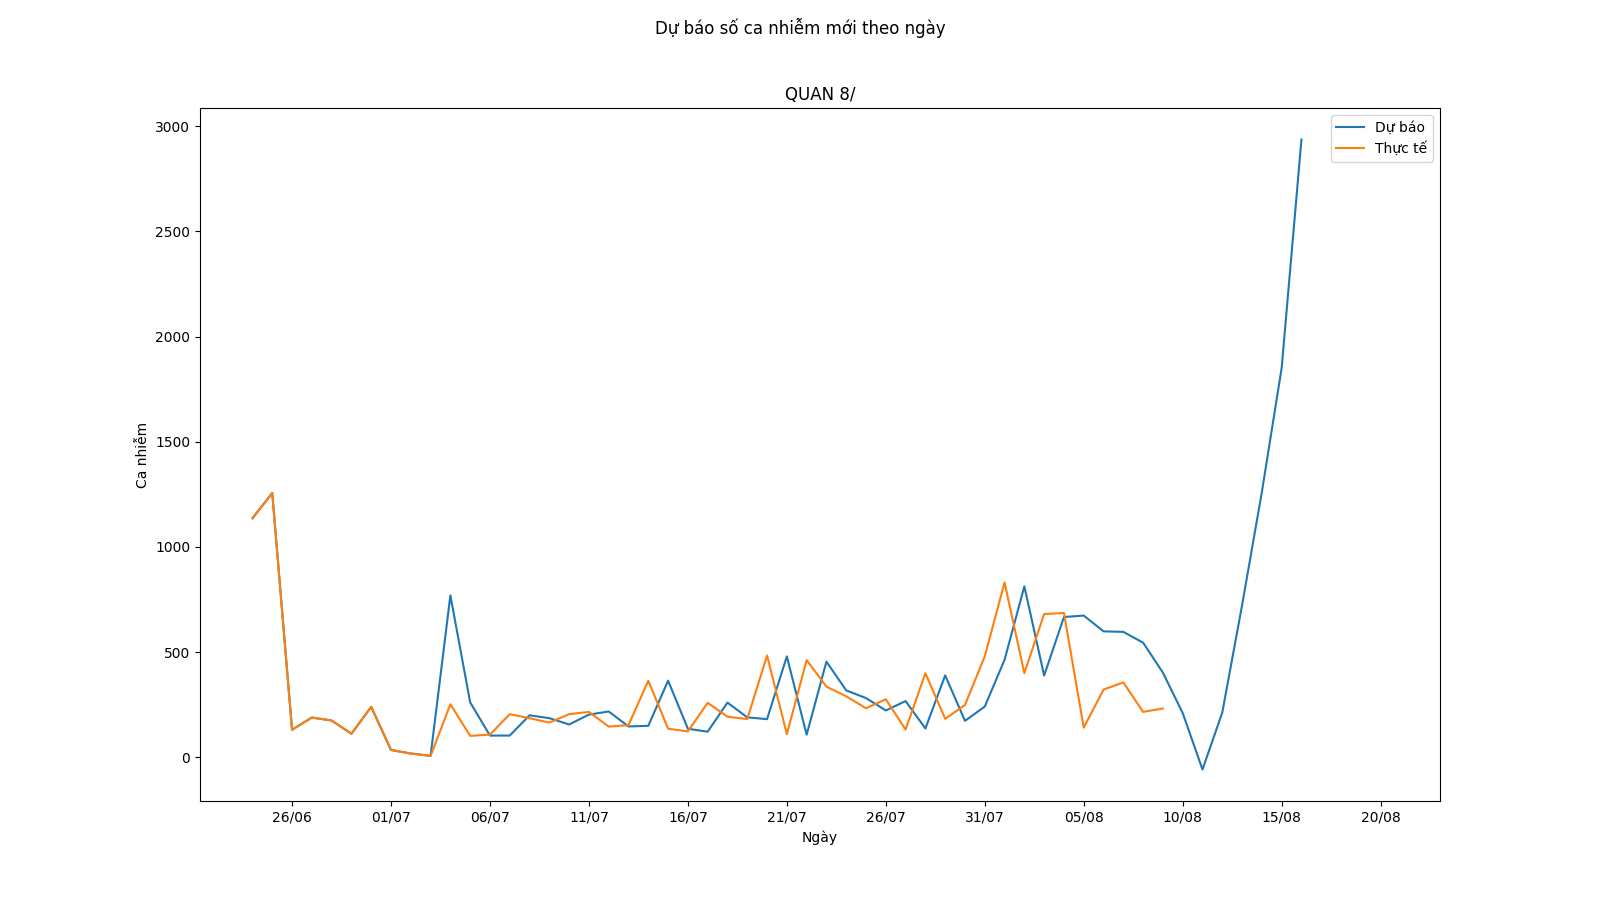 Dự báo số ca nhiễm mới theo ngày
QUAN 8/
Dự báo
Thực tế
3000
2500
2000
1500
1000
500
0
Ca nhiễm
26/06 01/07 06/07 11/07 16/07 21/07 26/07 31/07 05/08 10/08 15/08 20/08
Ngày